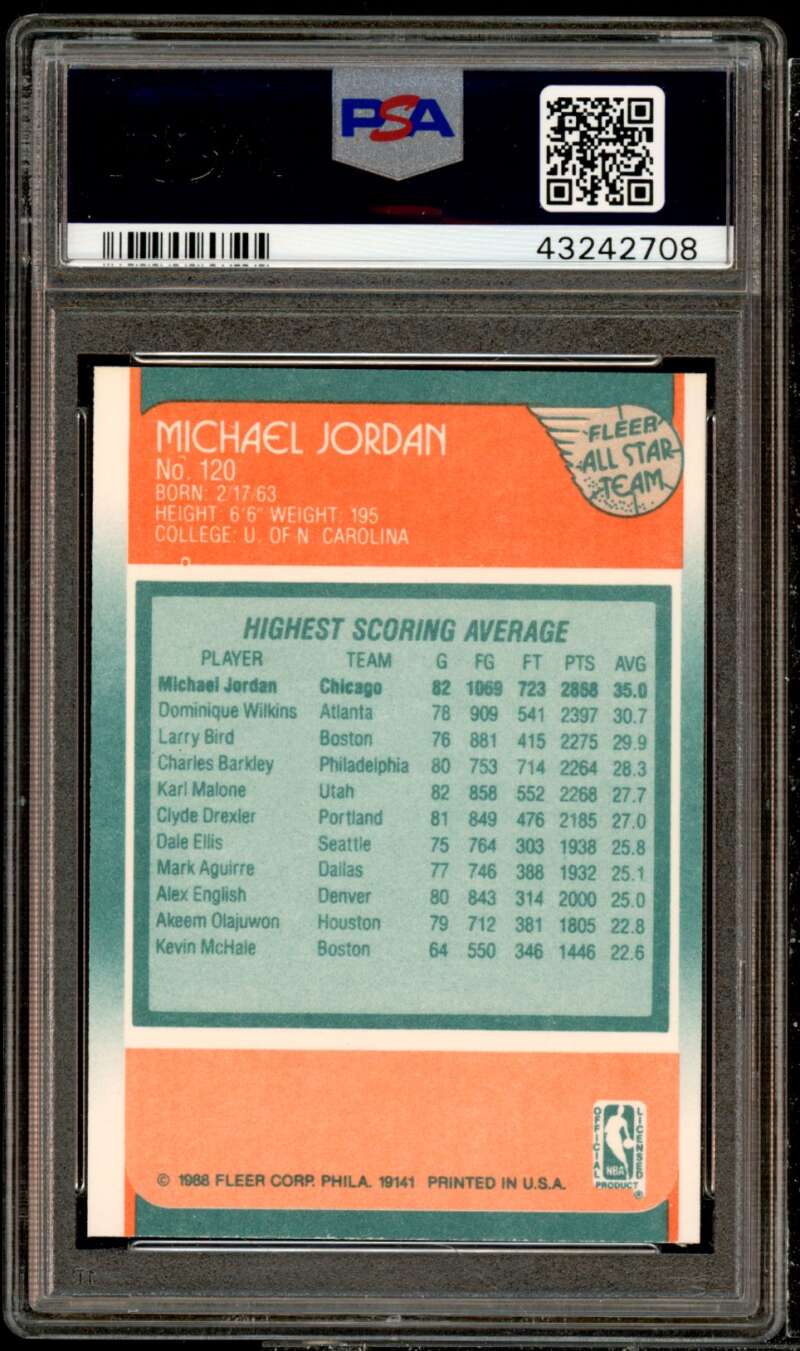 PSA
43242708
MICHAEL JORDAN
No. 120
BORN: 2/17/63
HEIGHT: 6'6" WEIGHT: 195
COLLEGE: U. OF N. CAROLINA
FLEER
ALL STAR
TEAM
HIGHEST SCORING AVERAGE
PLAYER TEAM G FG FT PTS AVG
Michael Jordan Chicago 82 1069 723 2868 35.0
Dominique Wilkins Atlanta 78 909 541 2397 30.7
Larry Bird Boston 76 881 415 2275 29.9
Charles Barkley Philadelphia 80 753 714 2264 28.3
Karl Malone Utah 82 858 552 2268 27.7
Clyde Drexler Portland 81 849 476 2185 27.0
Dale Ellis Seattle 75 764 303 1938 25.8
Mark Aguirre Dallas 77 746 388 1932 25.1
Alex English Denver 80 843 314 2000 25.0
Akeem Olajuwon Houston 79 712 381 1805 22.8
Kevin McHale Boston 64 550 346 1446 22.6
OFFICIAL
LICENSED
NBA
PRODUCT
®
© 1988 FLEER CORP. PHILA. 19141 PRINTED IN U.S.A.